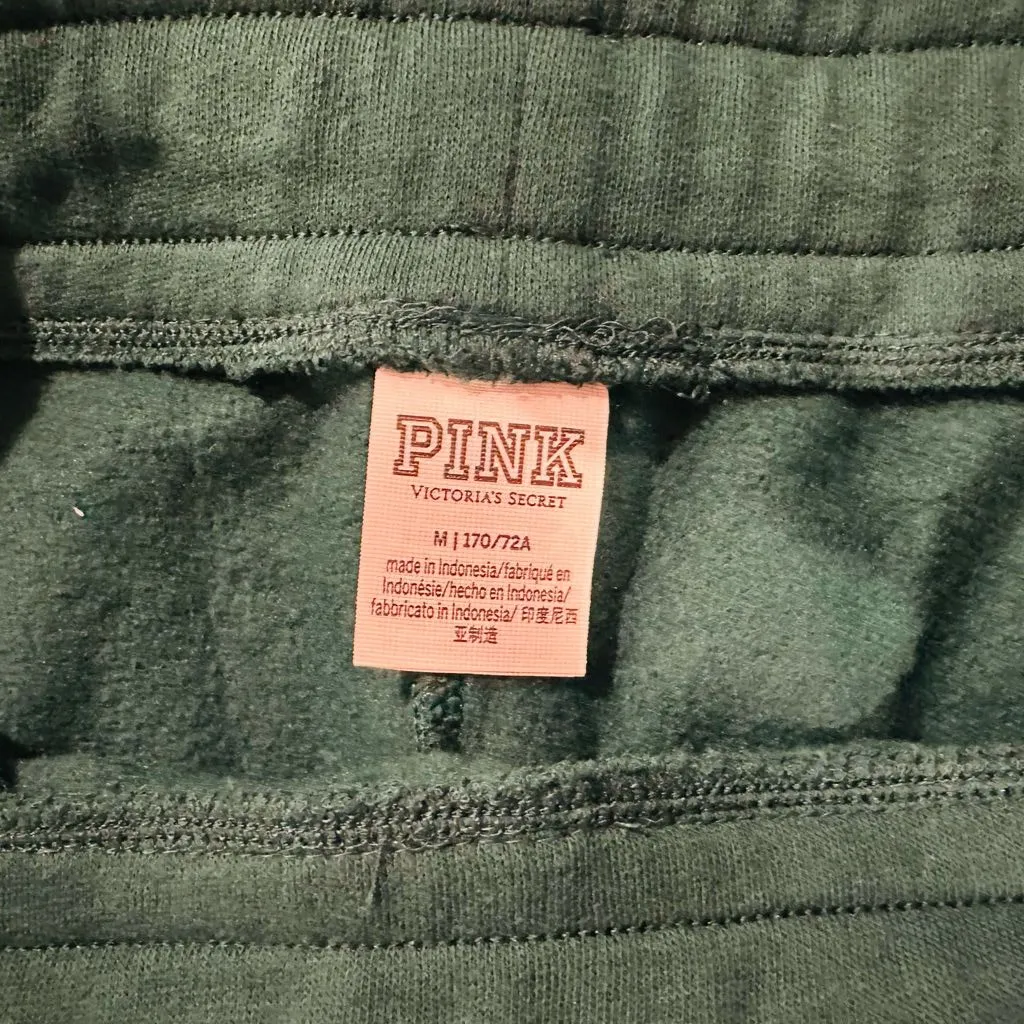 PINK
VICTORIA'S SECRET
M | 170/72A
made in Indonesia/fabriqué en
Indonésie/hecho en Indonesia/
fabbricato in Indonesia/ 印度尼西
亚制造